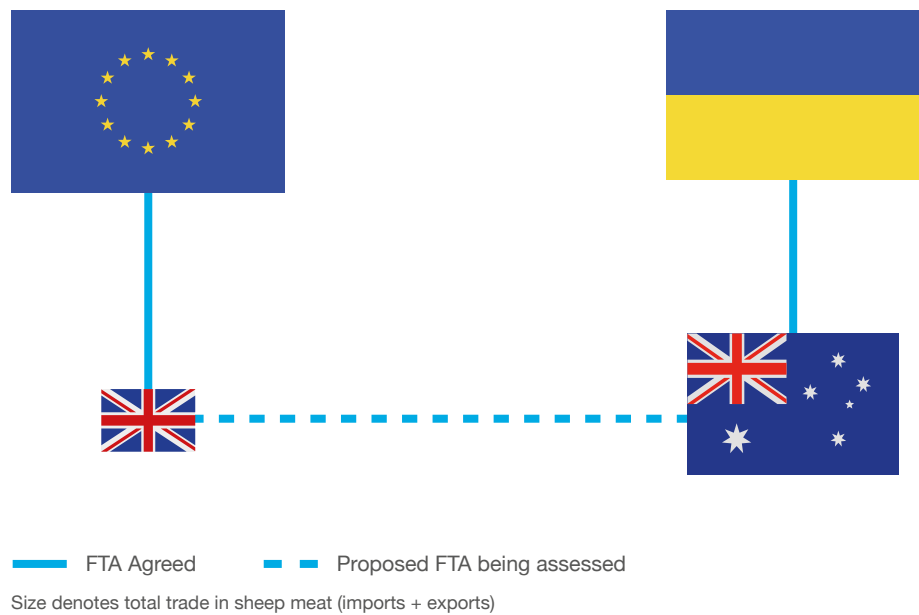 FTA Agreed
Proposed FTA being assessed
Size denotes total trade in sheep meat (imports + exports)